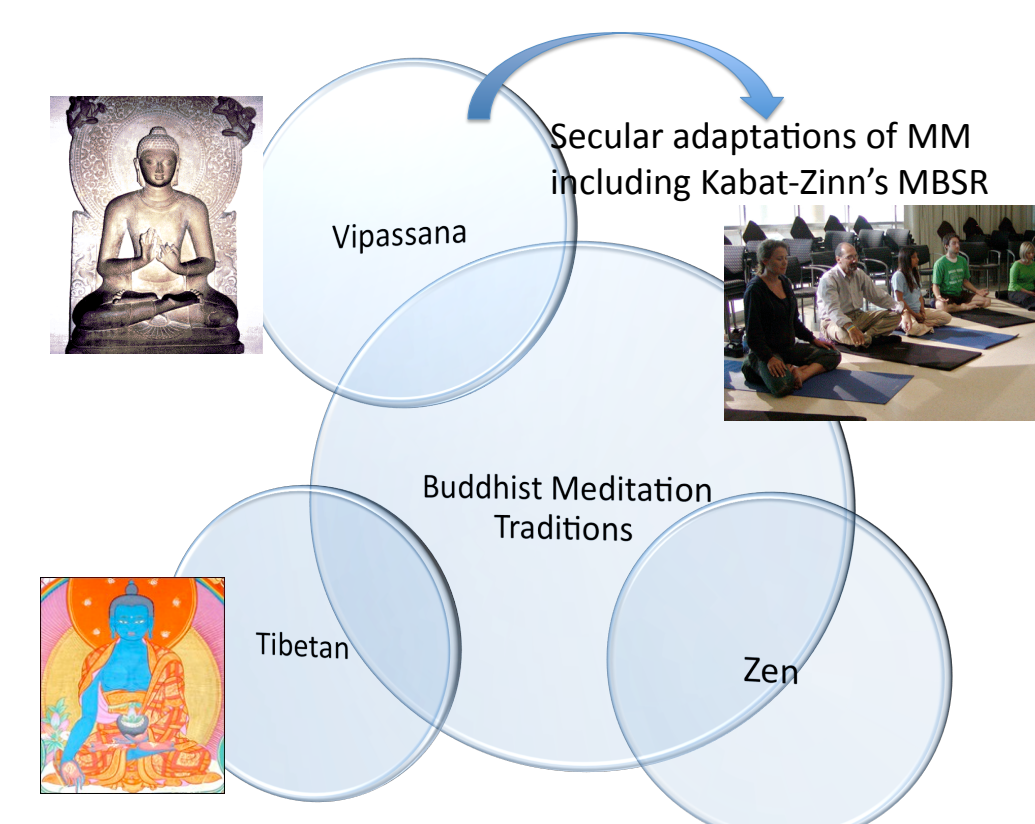 Secular adaptations of MM
including Kabat-Zinn's MBSR
Vipassana
Buddhist Meditation
Traditions
Tibetan
Zen